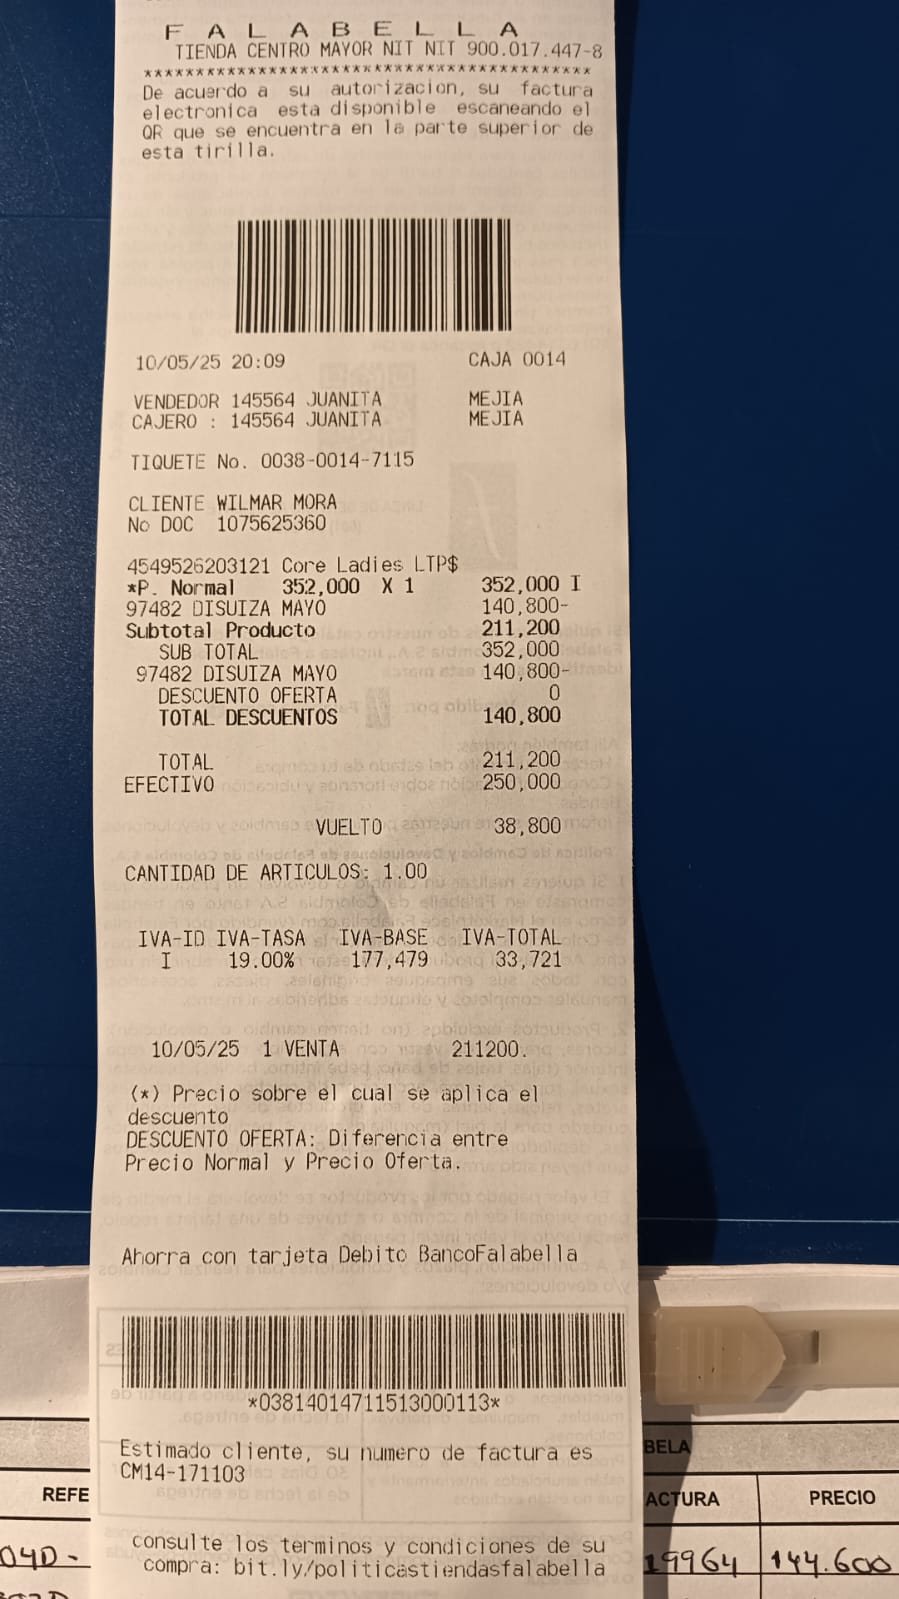 F A L A B E L L A
TIENDA CENTRO MAYOR NIT NIT 900.017.447-8
******************************************
De acuerdo a su autorizacion, su factura
electronica esta disponible escaneando el
QR que se encuentra en la parte superior de
esta tirilla.
10/05/25 20:09 CAJA 0014
VENDEDOR 145564 JUANITA MEJIA
CAJERO : 145564 JUANITA MEJIA
TIQUETE No. 0038-0014-7115
CLIENTE WILMAR MORA
No DOC 1075625360
4549526203121 Core Ladies LTP$
*P. Normal 352,000 X 1 352,000 I
97482 DISUIZA MAYO 140,800-
Subtotal Producto 211,200
SUB TOTAL 352,000
97482 DISUIZA MAYO 140,800-
DESCUENTO OFERTA 0
TOTAL DESCUENTOS 140,800
TOTAL 211,200
EFECTIVO 250,000
VUELTO 38,800
CANTIDAD DE ARTICULOS: 1.00
IVA-ID IVA-TASA IVA-BASE IVA-TOTAL
I 19.00% 177,479 33,721
10/05/25 1 VENTA 211200.
(*) Precio sobre el cual se aplica el
descuento
DESCUENTO OFERTA: Diferencia entre
Precio Normal y Precio Oferta.
Ahorra con tarjeta Debito BancoFalabella
*03814014711513000113*
Estimado cliente, su numero de factura es
CM14-171103
consulte los terminos y condiciones de su
compra: bit.ly/politicastiendasfalabella
BELA
REFE ACTURA PRECIO
04D- 19964 144.600